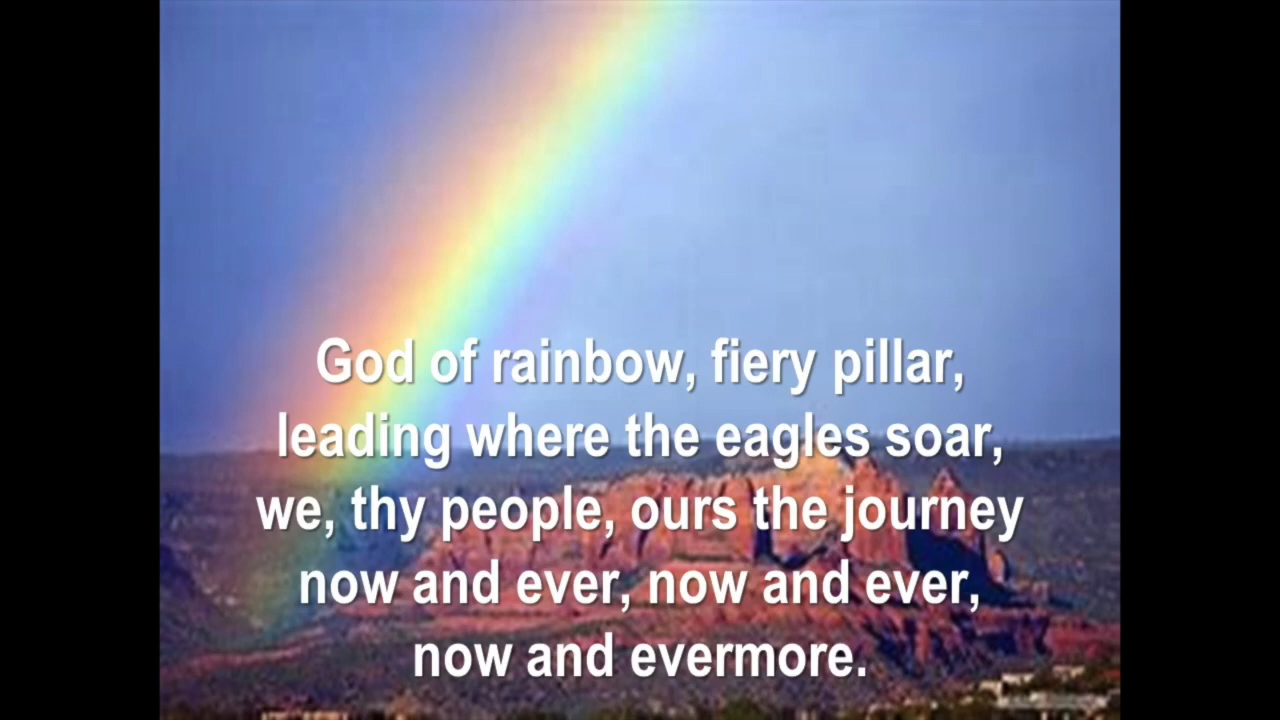 God of rainbow, fiery pillar,
leading where the eagles soar,
we, thy people, ours the journey
now and ever, now and ever,
now and evermore.